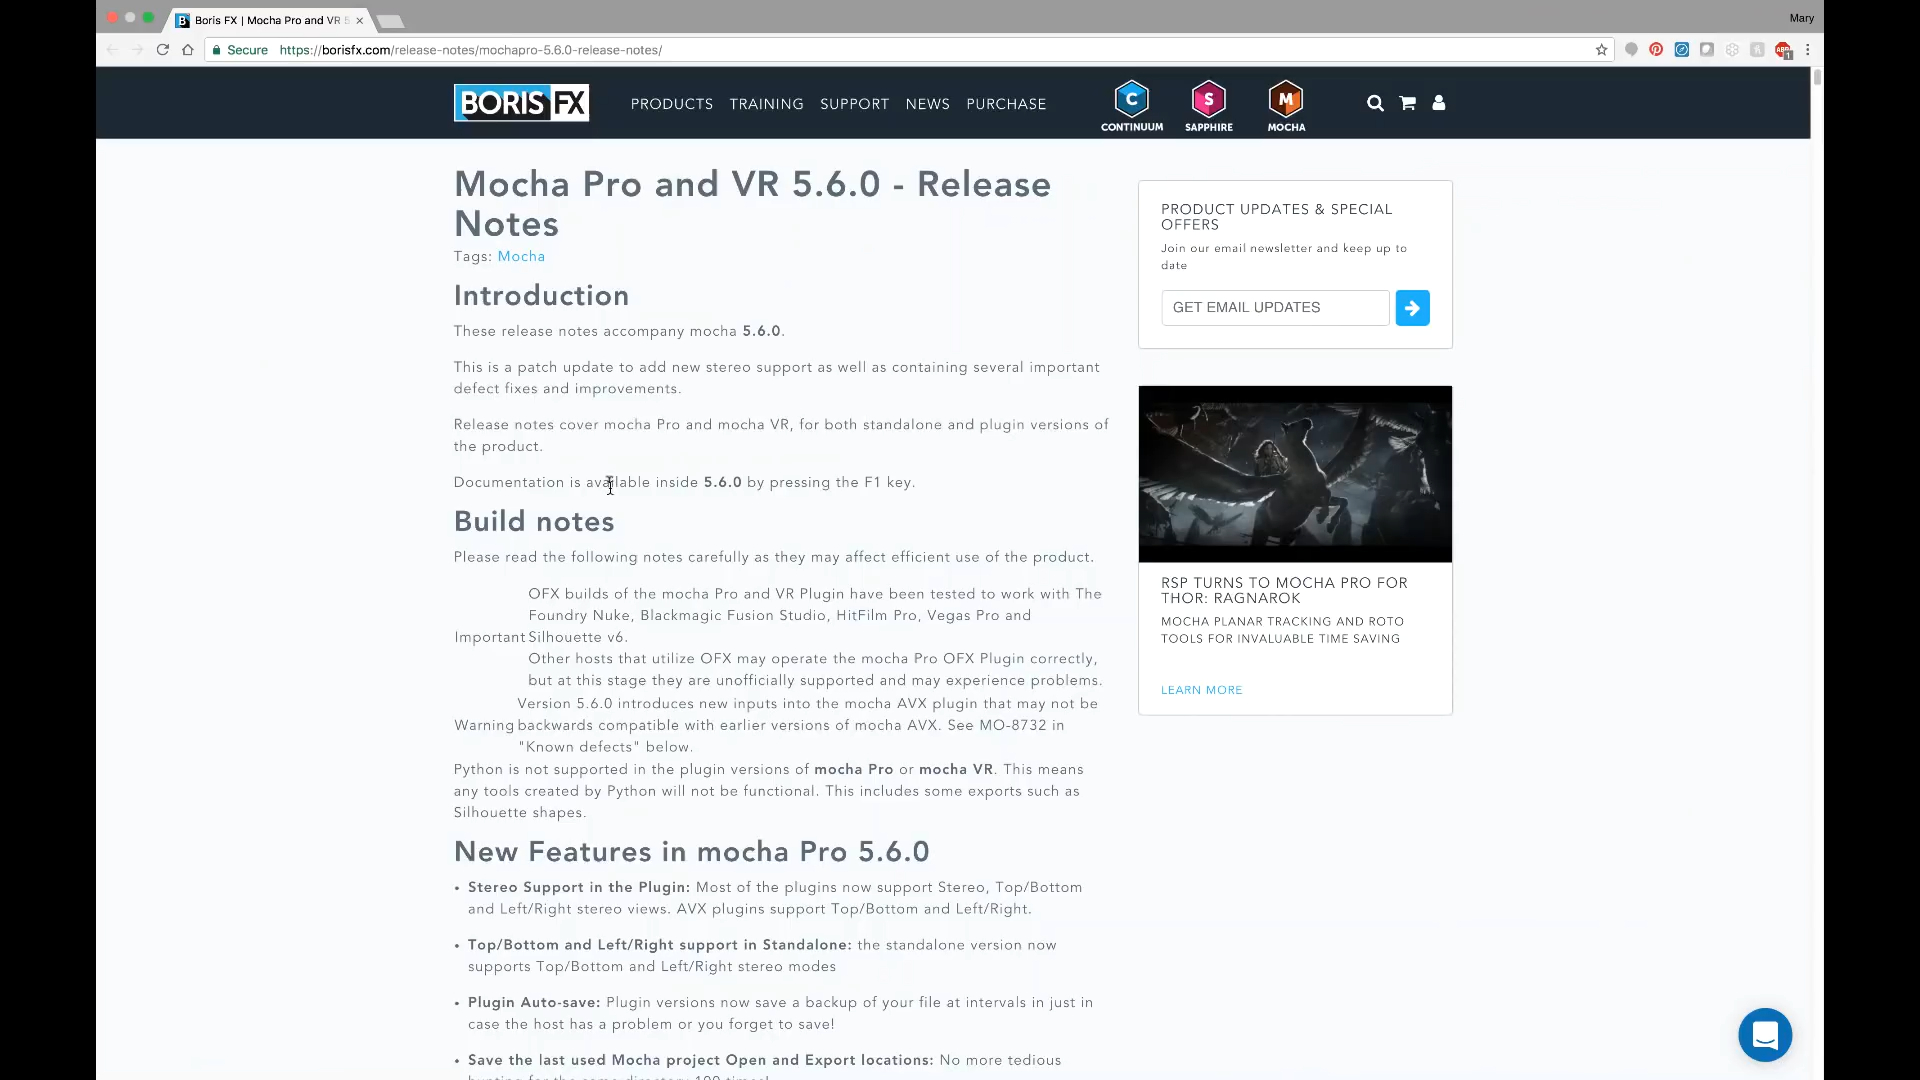 Boris FX | Mocha Pro and VR 5
Mary
Secure https://borisfx.com/release-notes/mochapro-5.6.0-release-notes/
ABP
1
BORIS FX
PRODUCTS TRAINING SUPPORT NEWS PURCHASE
C
CONTINUUM
S
SAPPHIRE
M
MOCHA
Mocha Pro and VR 5.6.0 - Release
Notes
Tags: Mocha
Introduction
These release notes accompany mocha 5.6.0.
This is a patch update to add new stereo support as well as containing several important
defect fixes and improvements.
Release notes cover mocha Pro and mocha VR, for both standalone and plugin versions of
the product.
Documentation is available inside 5.6.0 by pressing the F1 key.
Build notes
Please read the following notes carefully as they may affect efficient use of the product.
OFX builds of the mocha Pro and VR Plugin have been tested to work with The
Foundry Nuke, Blackmagic Fusion Studio, HitFilm Pro, Vegas Pro and
Important Silhouette v6.
Other hosts that utilize OFX may operate the mocha Pro OFX Plugin correctly,
but at this stage they are unofficially supported and may experience problems.
Version 5.6.0 introduces new inputs into the mocha AVX plugin that may not be
Warning backwards compatible with earlier versions of mocha AVX. See MO-8732 in
"Known defects" below.
Python is not supported in the plugin versions of mocha Pro or mocha VR. This means
any tools created by Python will not be functional. This includes some exports such as
Silhouette shapes.
New Features in mocha Pro 5.6.0
• Stereo Support in the Plugin: Most of the plugins now support Stereo, Top/Bottom
and Left/Right stereo views. AVX plugins support Top/Bottom and Left/Right.
• Top/Bottom and Left/Right support in Standalone: the standalone version now
supports Top/Bottom and Left/Right stereo modes
• Plugin Auto-save: Plugin versions now save a backup of your file at intervals in just in
case the host has a problem or you forget to save!
• Save the last used Mocha project Open and Export locations: No more tedious
hunting for the same directory 100 times!
PRODUCT UPDATES & SPECIAL
OFFERS
Join our email newsletter and keep up to
date
GET EMAIL UPDATES
RSP TURNS TO MOCHA PRO FOR
THOR: RAGNAROK
MOCHA PLANAR TRACKING AND ROTO
TOOLS FOR INVALUABLE TIME SAVING
LEARN MORE